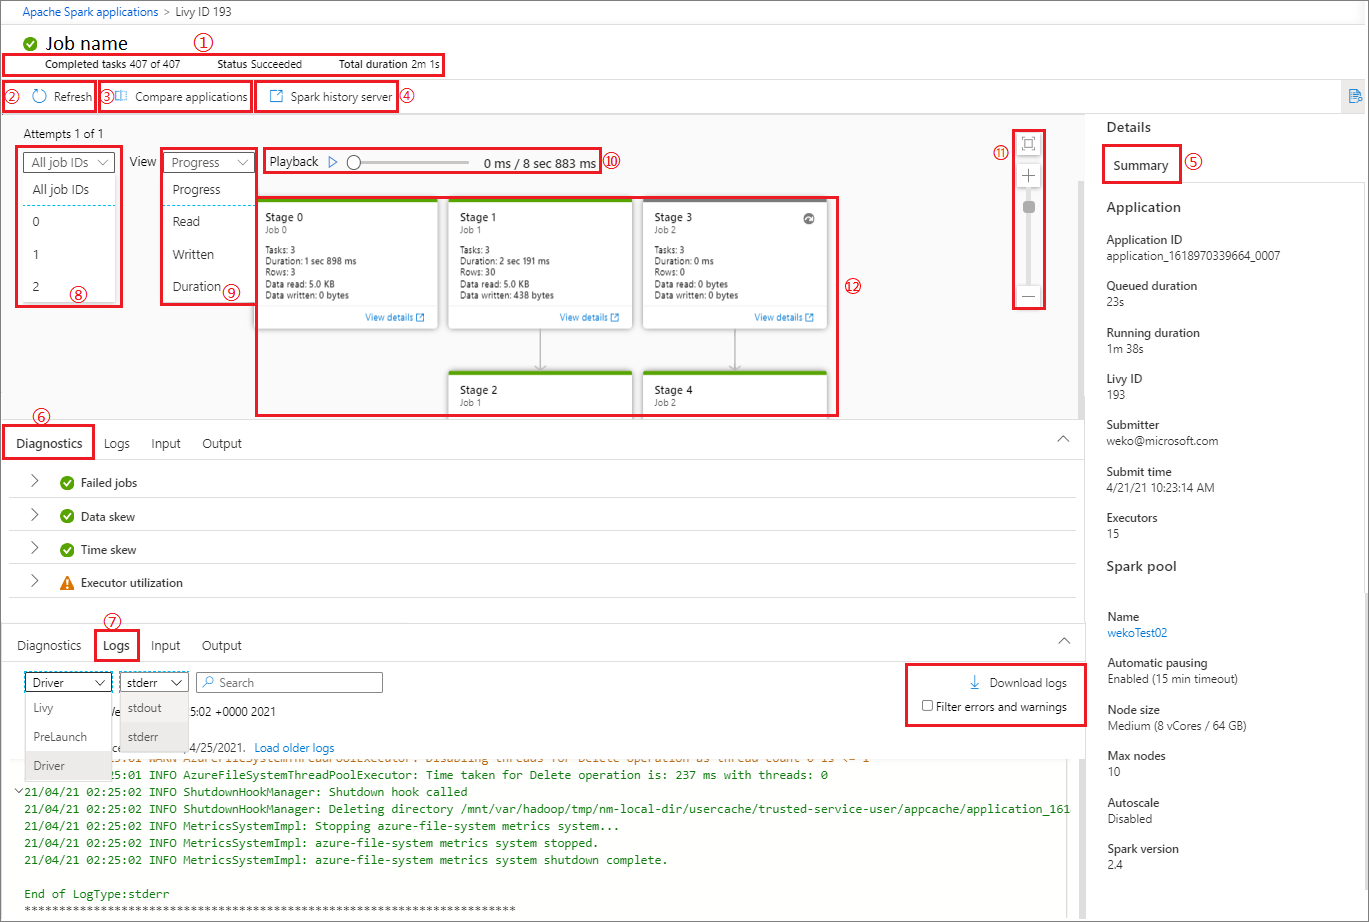 Apache Spark applications > Livy ID 193
Job name ①
Completed tasks 407 of 407 Status Succeeded Total duration 2m 1s
② Refresh ③ Compare applications Spark history server ④
Attempts 1 of 1
All job IDs View Progress Playback 0 ms / 8 sec 883 ms ⑩
All job IDs
0
1
2
⑧
Progress
Read
Written
Duration ⑨
Stage 0
Job 0
Tasks: 3
Duration: 1 sec 898 ms
Rows: 3
Data read: 5.0 KB
Data written: 0 bytes
View details
Stage 1
Job 1
Tasks: 3
Duration: 2 sec 191 ms
Rows: 30
Data read: 5.0 KB
Data written: 438 bytes
View details
Stage 3
Job 2
Tasks: 3
Duration: 0 ms
Rows: 0
Data read: 0 bytes
Data written: 0 bytes
View details
Stage 2
Job 1
Stage 4
Job 2
⑫
⑪
⑥
Diagnostics Logs Input Output
Failed jobs
Data skew
Time skew
Executor utilization
⑦
Diagnostics Logs Input Output
Driver stderr Search
Livy
PreLaunch
Driver
stdout
stderr
Download logs
Filter errors and warnings
5:02 +0000 2021
4/25/2021. Load older logs
5:01 WARN AzureFileSystemThreadPoolExecutor: Disabling threads for Delete operation as thread count 0 is <= 1
5:01 INFO AzureFileSystemThreadPoolExecutor: Time taken for Delete operation is: 237 ms with threads: 0
21/04/21 02:25:02 INFO ShutdownHookManager: Shutdown hook called
21/04/21 02:25:02 INFO ShutdownHookManager: Deleting directory /mnt/var/hadoop/tmp/nm-local-dir/usercache/trusted-service-user/appcache/application_161
21/04/21 02:25:02 INFO MetricsSystemImpl: Stopping azure-file-system metrics system...
21/04/21 02:25:02 INFO MetricsSystemImpl: azure-file-system metrics system stopped.
21/04/21 02:25:02 INFO MetricsSystemImpl: azure-file-system metrics system shutdown complete.
End of LogType:stderr
***********************************************************************
Details
Summary ⑤
Application
Application ID
application_1618970339664_0007
Queued duration
23s
Running duration
1m 38s
Livy ID
193
Submitter
weko@microsoft.com
Submit time
4/21/21 10:23:14 AM
Executors
15
Spark pool
Name
wekoTest02
Automatic pausing
Enabled (15 min timeout)
Node size
Medium (8 vCores / 64 GB)
Max nodes
10
Autoscale
Disabled
Spark version
2.4